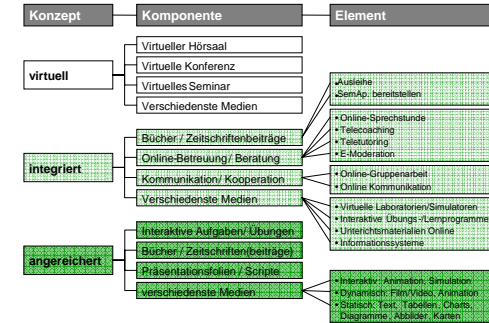 Konzept
Komponente
Element
virtuell
Virtueller Hörsaal
Virtuelle Konferenz
Virtuelles Seminar
Verschiedenste Medien
integriert
Bücher / Zeitschriftenbeiträge
Online-Betreuung / Beratung
Kommunikation/ Kooperation
Verschiedenste Medien
•Ausleihe
•SemAp. bereitstellen
• Online-Sprechstunde
• Telecoaching
• Teletutoring
• E-Moderation
• Online-Gruppenarbeit
• Online Kommunikation
• Virtuelle Laboratorien/Simulatoren
• Interaktive Übungs-/Lernprogramme
• Unterichtsmaterialien Online
• Informationssysteme
angereichert
Interaktive Aufgaben/ Übungen
Bücher / Zeitschriften(beiträge)
Präsentationsfolien / Scripte
verschiedenste Medien
• Interaktiv: Animation, Simulation
• Dynamisch: Film/Video, Animation
• Statisch: Text, Tabellen, Charts,
Diagramme, Abbilder, Karten